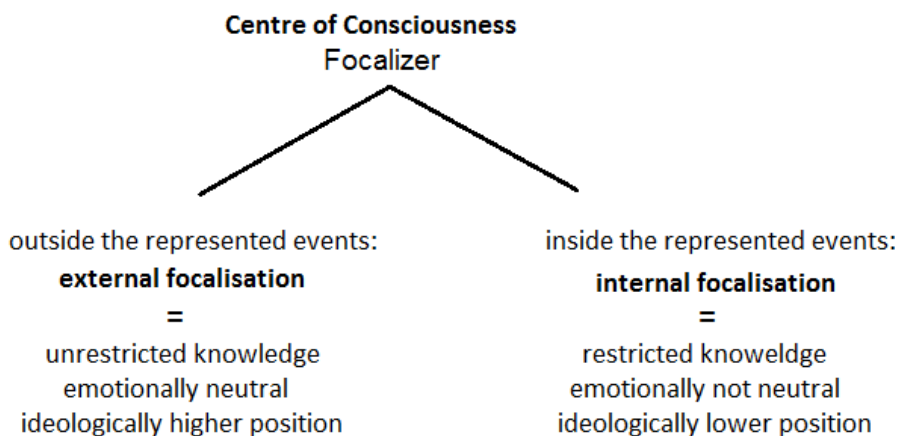 Centre of Consciousness
Focalizer
outside the represented events:
external focalisation
=
unrestricted knowledge
emotionally neutral
ideologically higher position
inside the represented events:
internal focalisation
=
restricted knoweldge
emotionally not neutral
ideologically lower position